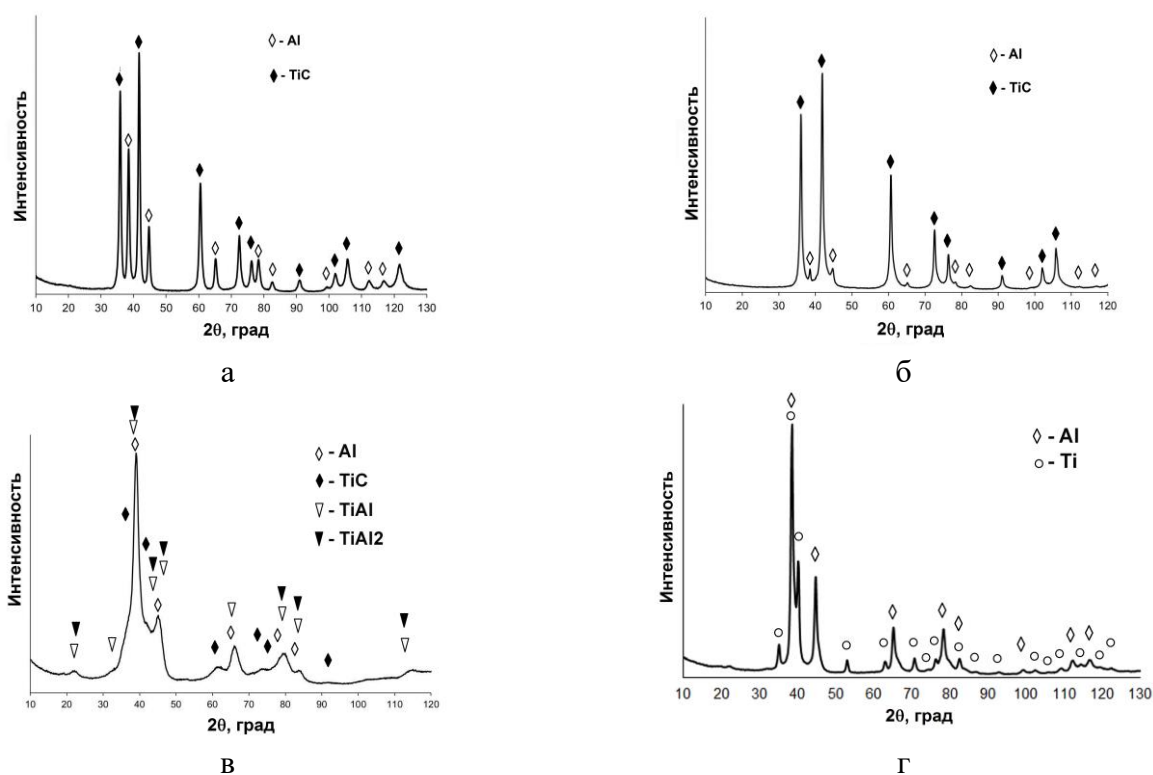 Интенсивность
◇ - Al
◆ - TiC
10 20 30 40 50 60 70 80 90 100 110 120 130
2θ, град
а
Интенсивность
◇ - Al
◆ - TiC
10 20 30 40 50 60 70 80 90 100 110 120
2θ, град
б
Интенсивность
◇ - Al
◆ - TiC
▽ - TiAl
▼ - TiAl2
10 20 30 40 50 60 70 80 90 100 110 120
2θ, град
в
Интенсивность
◇ - Al
○ - Ti
10 20 30 40 50 60 70 80 90 100 110 120 130
2θ, град
г